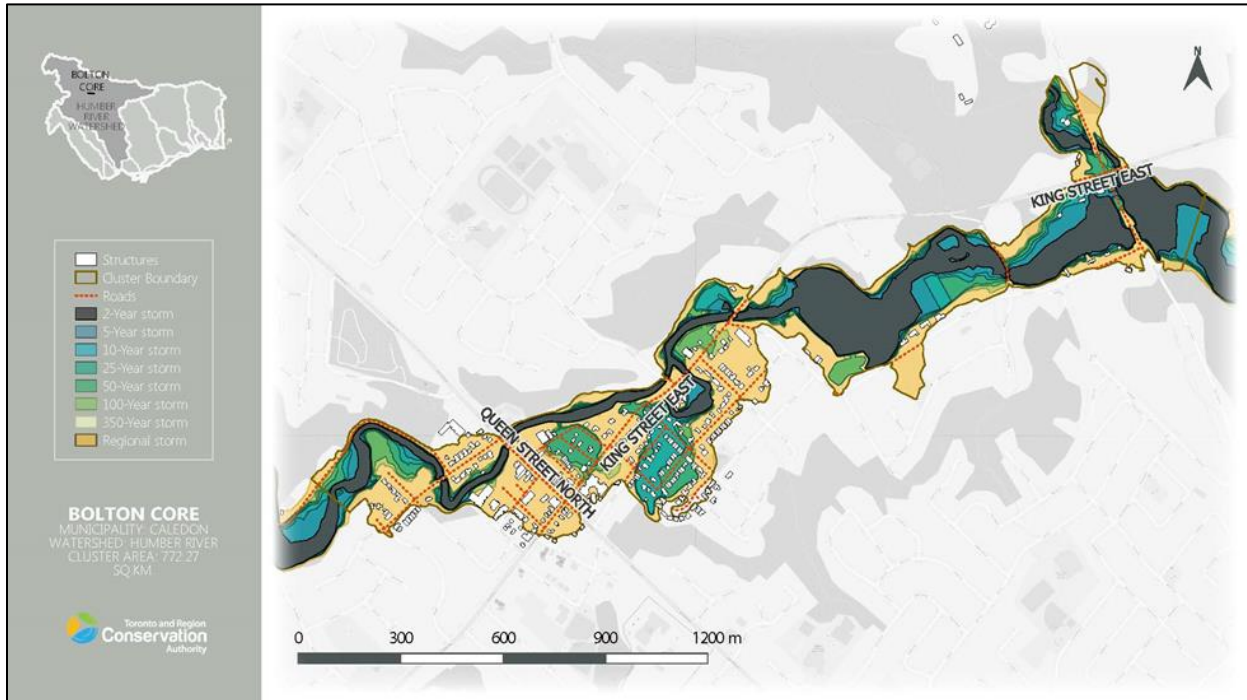 BOLTON
CORE
HUMBER
RIVER
WATERSHED
Structures
Cluster Boundary
Roads
2-Year storm
5-Year storm
10-Year storm
25-Year storm
50-Year storm
100-Year storm
350-Year storm
Regional storm
BOLTON CORE
MUNICIPALITY: CALEDON
WATERSHED: HUMBER RIVER
CLUSTER AREA: 772.27
SQ.KM.
Toronto and Region
Conservation
Authority
N
KING STREET EAST
QUEEN STREET NORTH
KING STREET EAST
0 300 600 900 1200 m